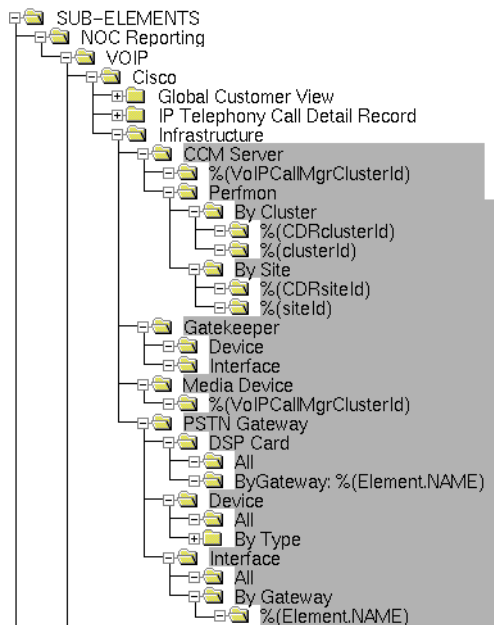 SUB-ELEMENTS
NOC Reporting
VOIP
Cisco
Global Customer View
IP Telephony Call Detail Record
Infrastructure
CCM Server
%(VoIPCallMgrClusterId)
Perfmon
By Cluster
%(CDRclusterId)
%(clusterId)
By Site
%(CDRsiteId)
%(siteId)
Gatekeeper
Device
Interface
Media Device
%(VoIPCallMgrClusterId)
PSTN Gateway
DSP Card
All
ByGateway: %(Element.NAME)
Device
All
By Type
Interface
All
By Gateway
%(Element.NAME)